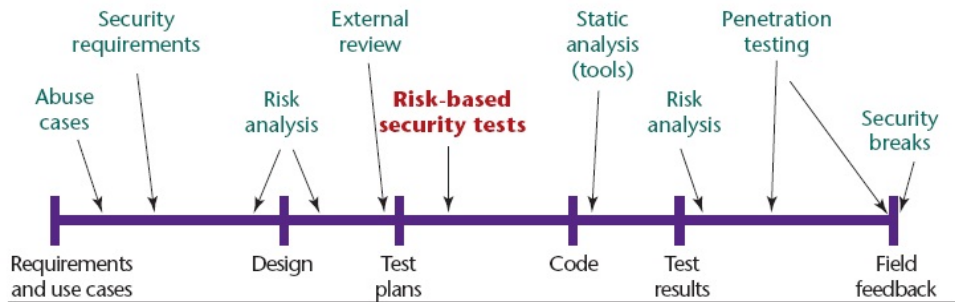 Security
requirements
External
review
Static
analysis
(tools)
Penetration
testing
Abuse
cases
Risk
analysis
Risk-based
security tests
Risk
analysis
Security
breaks
Requirements
and use cases
Design
Test
plans
Code
Test
results
Field
feedback